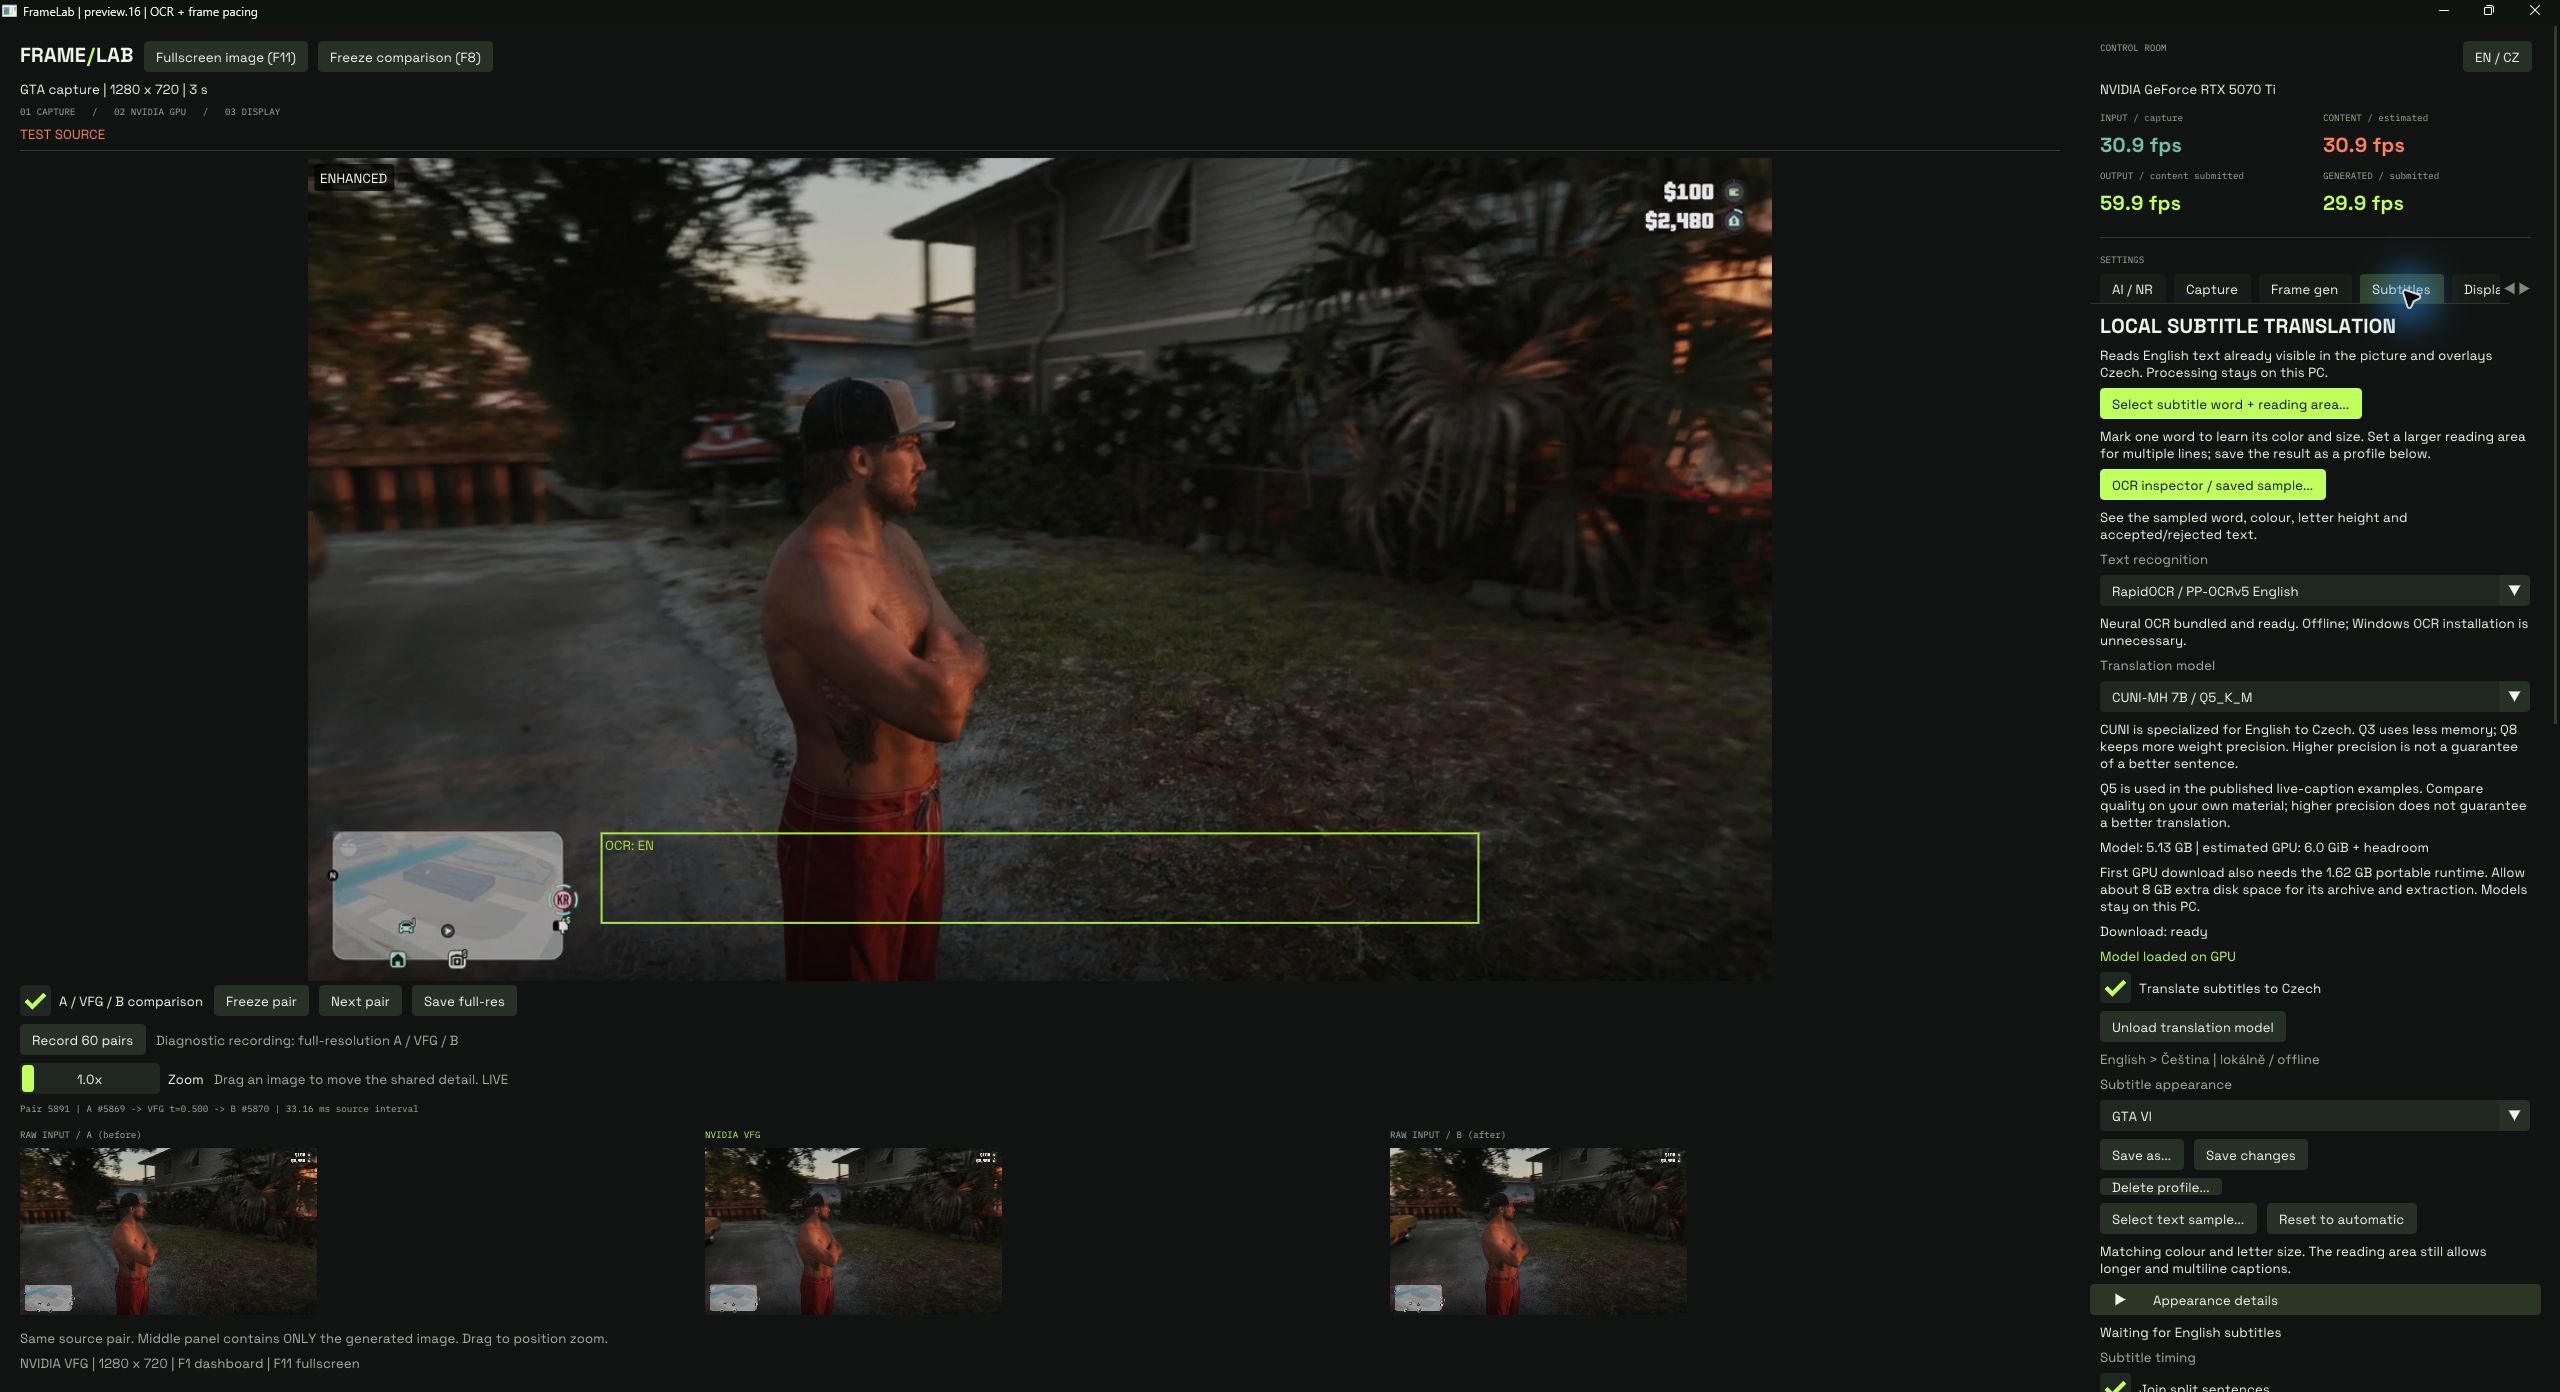 FrameLab | preview.16 | OCR + frame pacing
FRAME/LAB
Fullscreen image (F11)
Freeze comparison (F8)
GTA capture | 1280 x 720 | 3 s
01 CAPTURE / 02 NVIDIA GPU / 03 DISPLAY
TEST SOURCE
ENHANCED
$100
$2,480
N
KR
OCR: EN
A / VFG / B comparison
Freeze pair
Next pair
Save full-res
Record 60 pairs
Diagnostic recording: full-resolution A / VFG / B
1.0x
Zoom
Drag an image to move the shared detail. LIVE
Pair 5891 | A #5869 -> VFG t=0.500 -> B #5870 | 33.16 ms source interval
RAW INPUT / A (before)
NVIDIA VFG
RAW INPUT / B (after)
Same source pair. Middle panel contains ONLY the generated image. Drag to position zoom.
NVIDIA VFG | 1280 x 720 | F1 dashboard | F11 fullscreen
CONTROL ROOM
EN / CZ
NVIDIA GeForce RTX 5070 Ti
INPUT / capture
CONTENT / estimated
30.9 fps
30.9 fps
OUTPUT / content submitted
GENERATED / submitted
59.9 fps
29.9 fps
SETTINGS
AI / NR
Capture
Frame gen
Subtitles
Displa
LOCAL SUBTITLE TRANSLATION
Reads English text already visible in the picture and overlays
Czech. Processing stays on this PC.
Select subtitle word + reading area...
Mark one word to learn its color and size. Set a larger reading area
for multiple lines; save the result as a profile below.
OCR inspector / saved sample...
See the sampled word, colour, letter height and
accepted/rejected text.
Text recognition
RapidOCR / PP-OCRv5 English
Neural OCR bundled and ready. Offline; Windows OCR installation is
unnecessary.
Translation model
CUNI-MH 7B / Q5_K_M
CUNI is specialized for English to Czech. Q3 uses less memory; Q8
keeps more weight precision. Higher precision is not a guarantee
of a better sentence.
Q5 is used in the published live-caption examples. Compare
quality on your own material; higher precision does not guarantee
a better translation.
Model: 5.13 GB | estimated GPU: 6.0 GiB + headroom
First GPU download also needs the 1.62 GB portable runtime. Allow
about 8 GB extra disk space for its archive and extraction. Models
stay on this PC.
Download: ready
Model loaded on GPU
Translate subtitles to Czech
Unload translation model
English > Čeština | lokálně / offline
Subtitle appearance
GTA VI
Save as...
Save changes
Delete profile...
Select text sample...
Reset to automatic
Matching colour and letter size. The reading area still allows
longer and multiline captions.
Appearance details
Waiting for English subtitles
Subtitle timing
Join split sentences